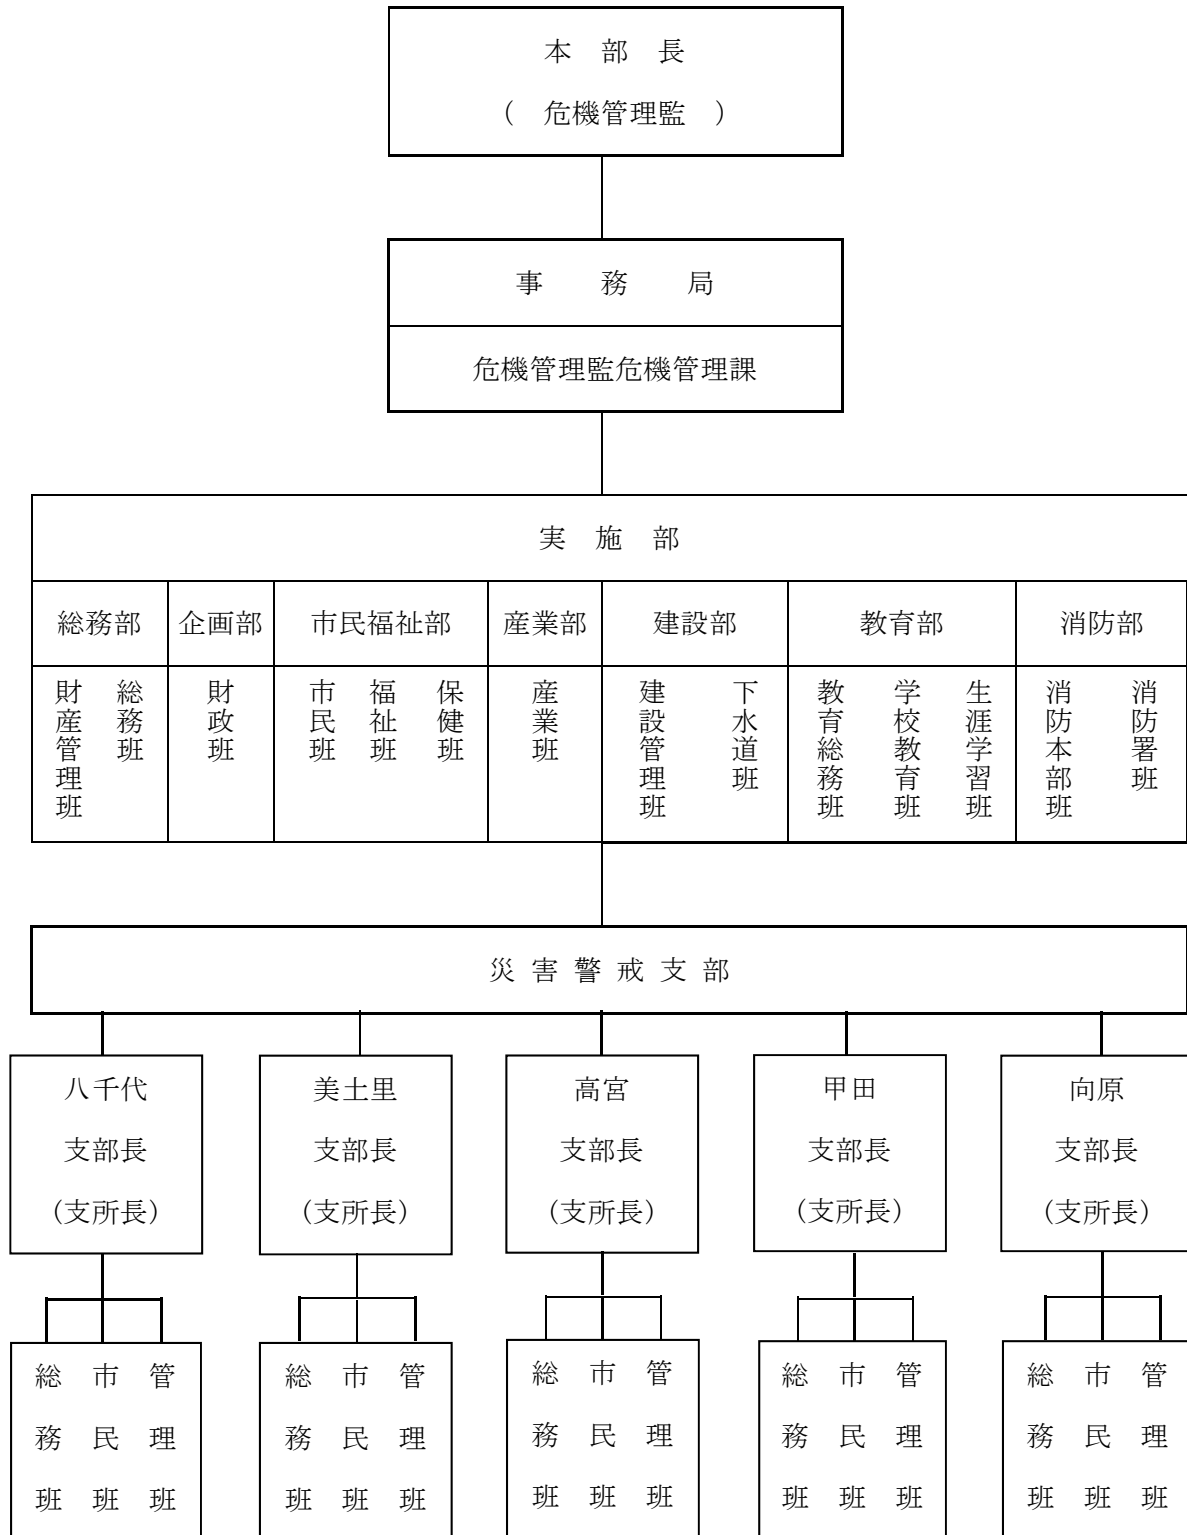 本部長
(危機管理監)
事務局
危機管理監危機管理課
実施部
総務部
企画部
市民福祉部
産業部
建設部
教育部
消防部
財産管理班
総務班
財政班
市民班
福祉班
保健班
産業班
建設管理班
下水道班
教育総務班
学校教育班
生涯学習班
消防本部班
消防署班
災害警戒支部
八千代
支部長
(支所長)
美土里
支部長
(支所長)
高宮
支部長
(支所長)
甲田
支部長
(支所長)
向原
支部長
(支所長)
総務班
市民班
管理班
総務班
市民班
管理班
総務班
市民班
管理班
総務班
市民班
管理班
総務班
市民班
管理班